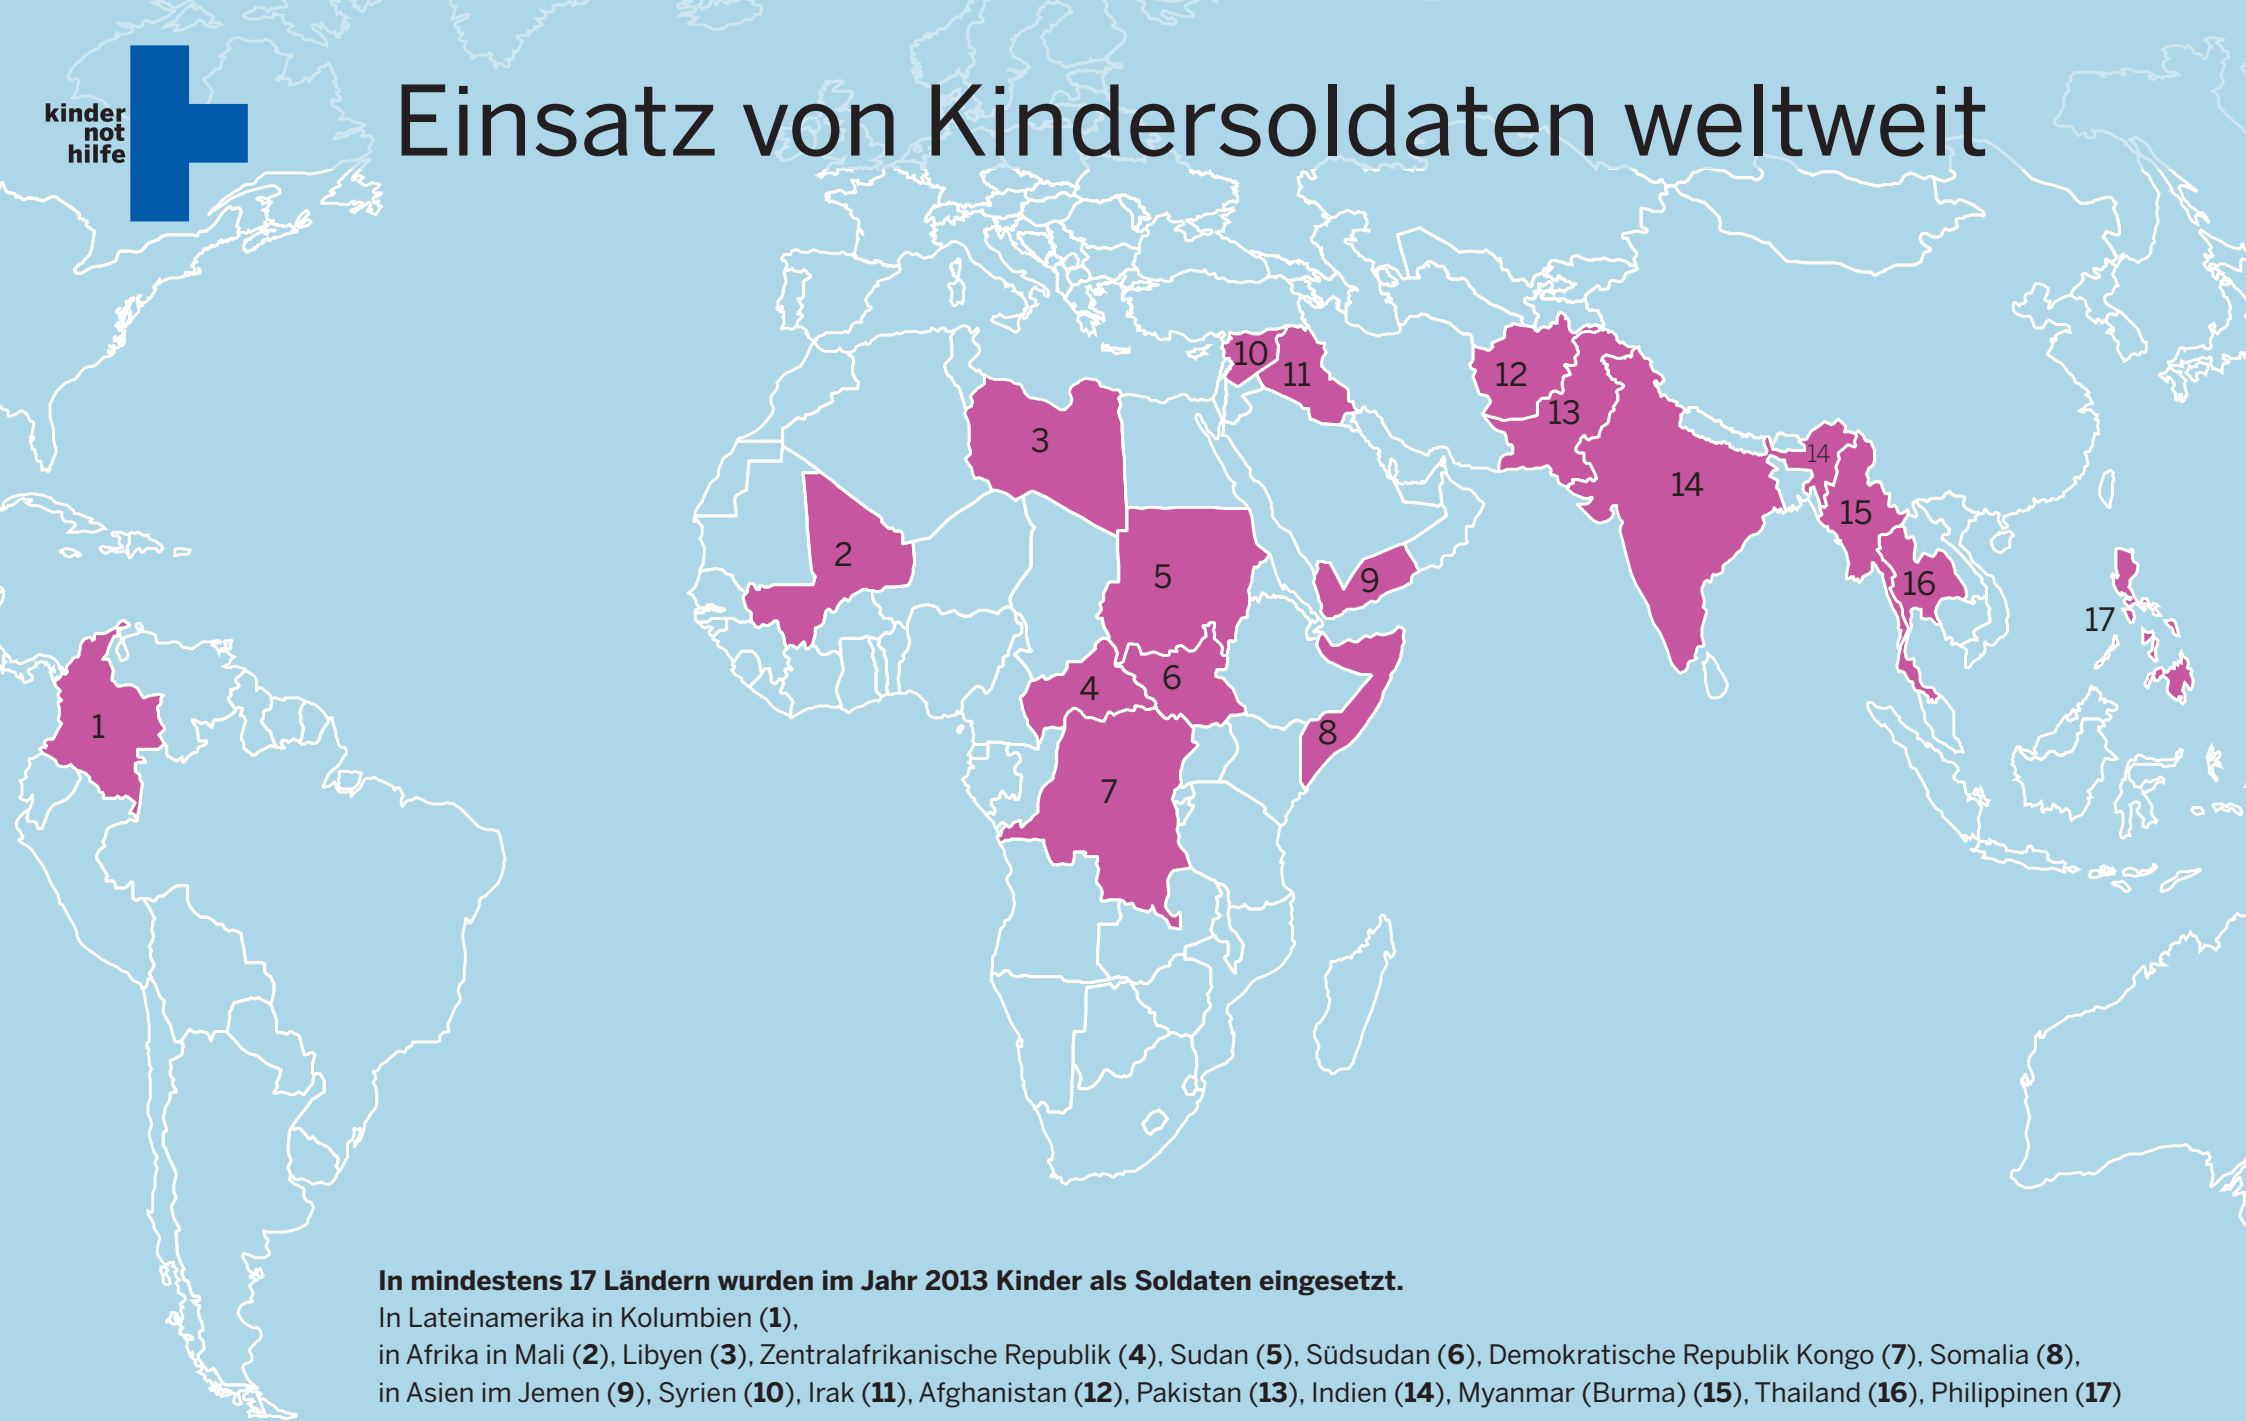 kinder
not
hilfe
Einsatz von Kindersoldaten weltweit
10
11
12
13
3
14
14
15
2
5
9
16
17
6
4
1
8
7
In mindestens 17 Ländern wurden im Jahr 2013 Kinder als Soldaten eingesetzt.
In Lateinamerika in Kolumbien (1),
in Afrika in Mali (2), Libyen (3), Zentralafrikanische Republik (4), Sudan (5), Südsudan (6), Demokratische Republik Kongo (7), Somalia (8),
in Asien im Jemen (9), Syrien (10), Irak (11), Afghanistan (12), Pakistan (13), Indien (14), Myanmar (Burma) (15), Thailand (16), Philippinen (17)